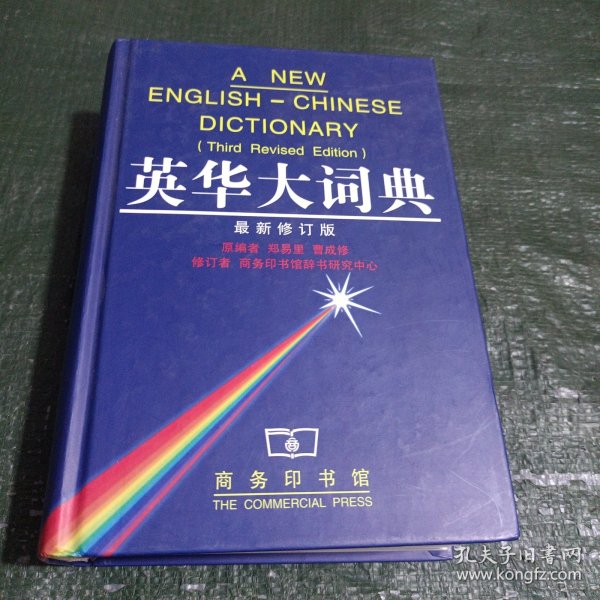 A NEW
ENGLISH - CHINESE
DICTIONARY
( Third Revised Edition )
英华大词典
最新修订版
原编者 郑易里 曹成修
修订者 商务印书馆辞书研究中心
商务印书馆
THE COMMERCIAL PRESS
孔夫子旧书网
www.kongfz.com